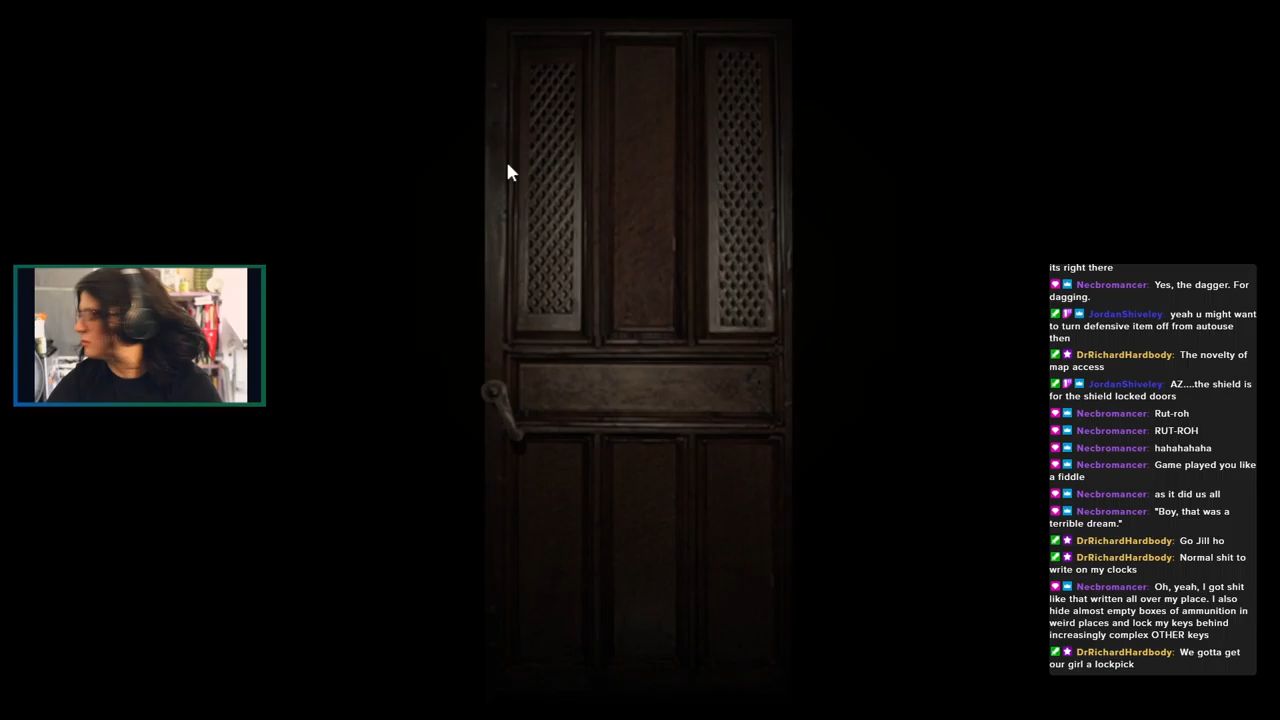 its right there
Necbromancer: Yes, the dagger. For
dagging.
JordanShiveley: yeah u might want
to turn defensive item off from autouse
then
DrRichardHardbody: The novelty of
map access
JordanShiveley: AZ....the shield is
for the shield locked doors
Necbromancer: Rut-roh
Necbromancer: RUT-ROH
Necbromancer: hahahahaha
Necbromancer: Game played you like
a fiddle
Necbromancer: as it did us all
Necbromancer: "Boy, that was a
terrible dream."
DrRichardHardbody: Go Jill ho
DrRichardHardbody: Normal shit to
write on my clocks
Necbromancer: Oh, yeah, I got shit
like that written all over my place. I also
hide almost empty boxes of ammunition in
weird places and lock my keys behind
increasingly complex OTHER keys
DrRichardHardbody: We gotta get
our girl a lockpick